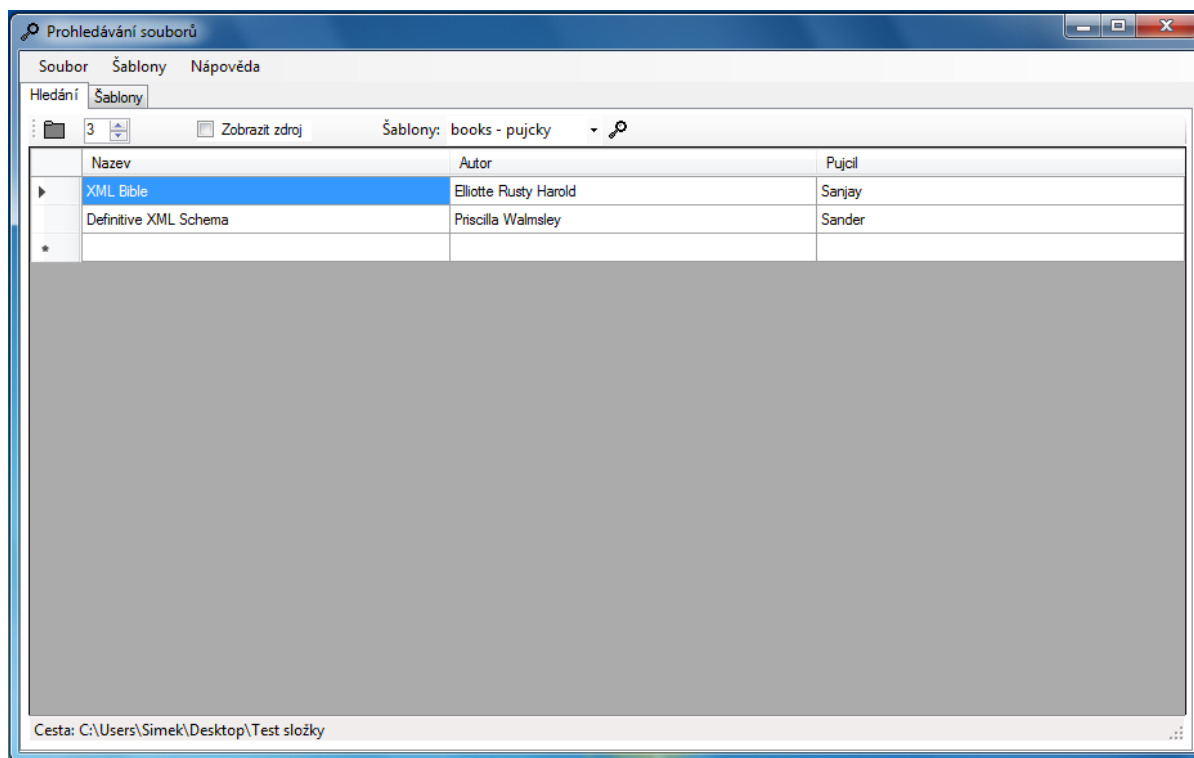 Prohledávání souborů
Soubor Šablony Nápověda
Hledání Šablony
3 Zobrazit zdroj Šablony: books - pujcky
Nazev Autor Pujcil
XML Bible Elliotte Rusty Harold Sanjay
Definitive XML Schema Priscilla Walmsley Sander
*
Cesta: C:\Users\Simek\Desktop\Test složky